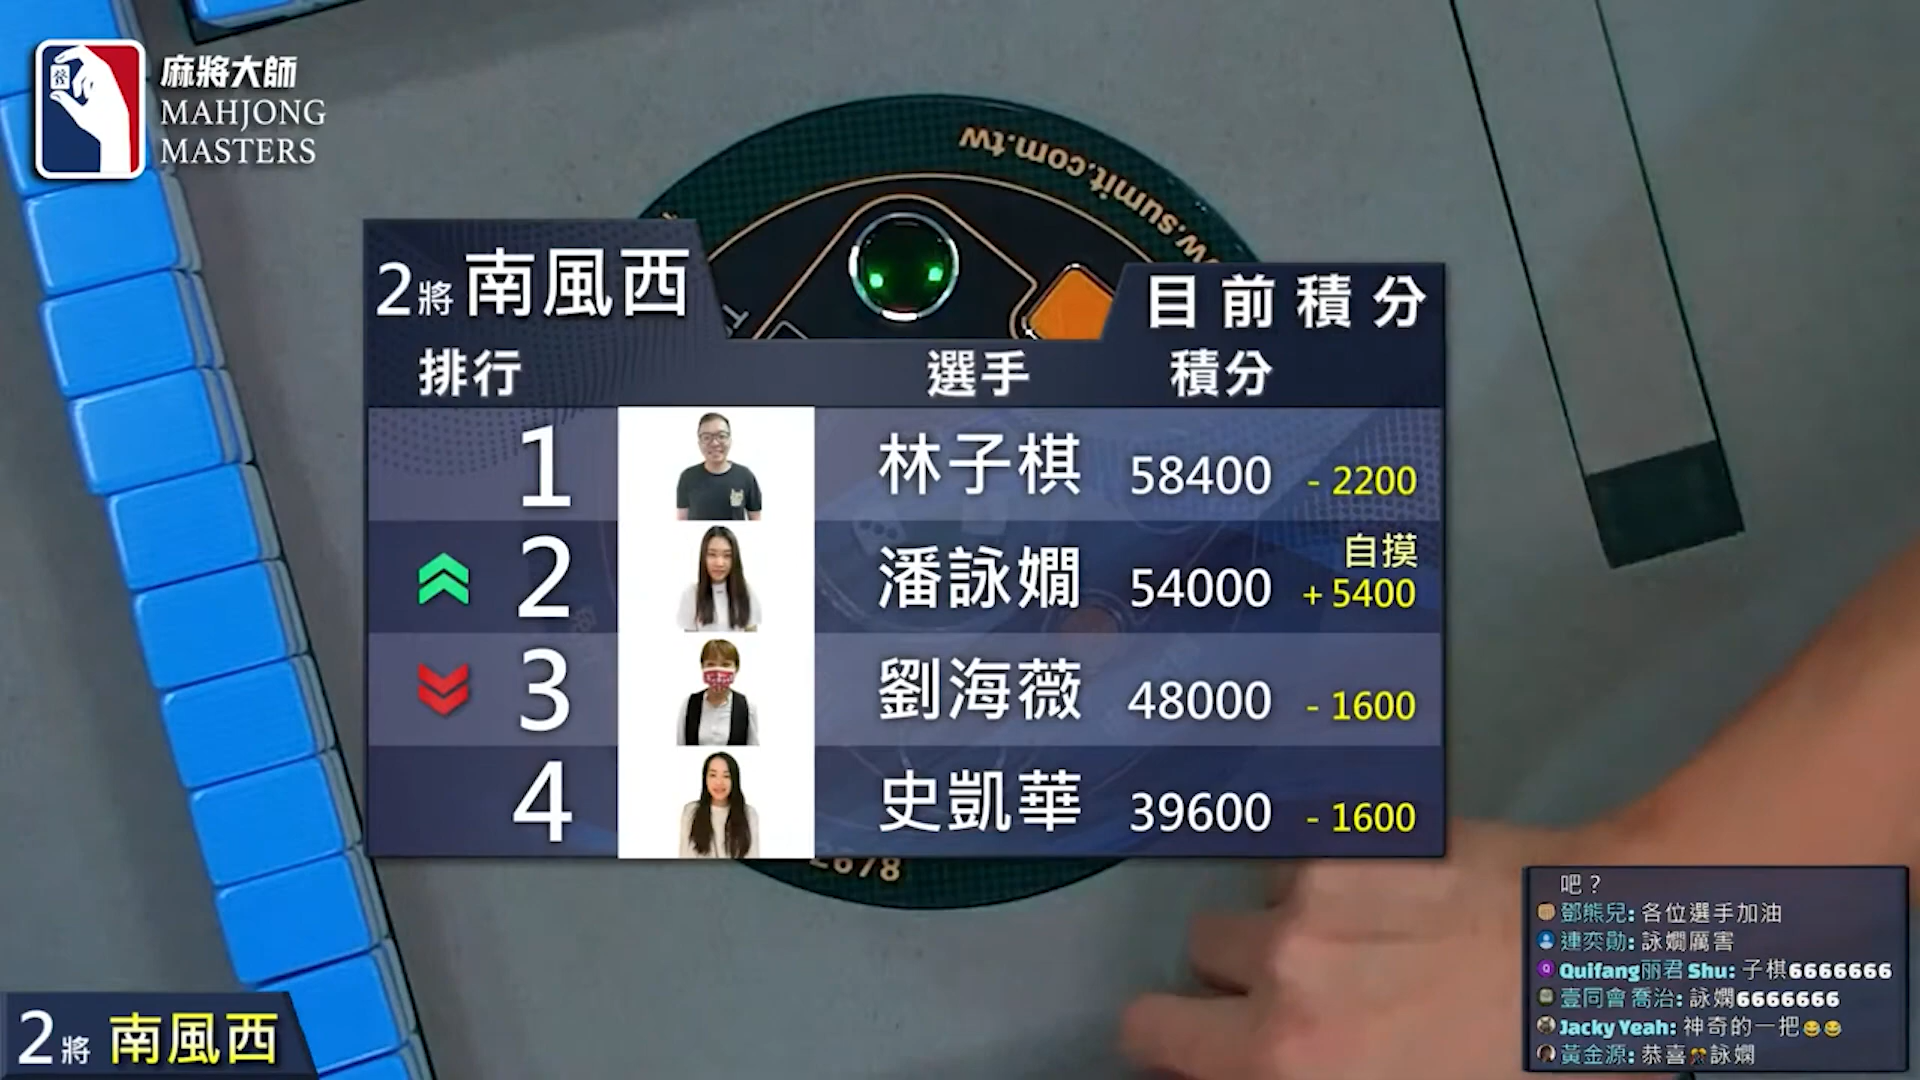 麻將大師
MAHJONG
MASTERS
w.sumit.com.tw
2將 南風西
目前積分
排行 選手 積分
1 林子棋 58400 - 2200
自摸
2 潘詠嫺 54000 + 5400
3 劉海薇 48000 - 1600
4 史凱華 39600 - 1600
2678
吧？
鄧熊兒: 各位選手加油
連奕勛: 詠嫺厲害
Quifang丽君 Shu: 子棋6666666
壹同會 喬治: 詠嫻6666666
Jacky Yeah: 神奇的一把😂😂
黃金源: 恭喜🎊詠嫻
2將 南風西